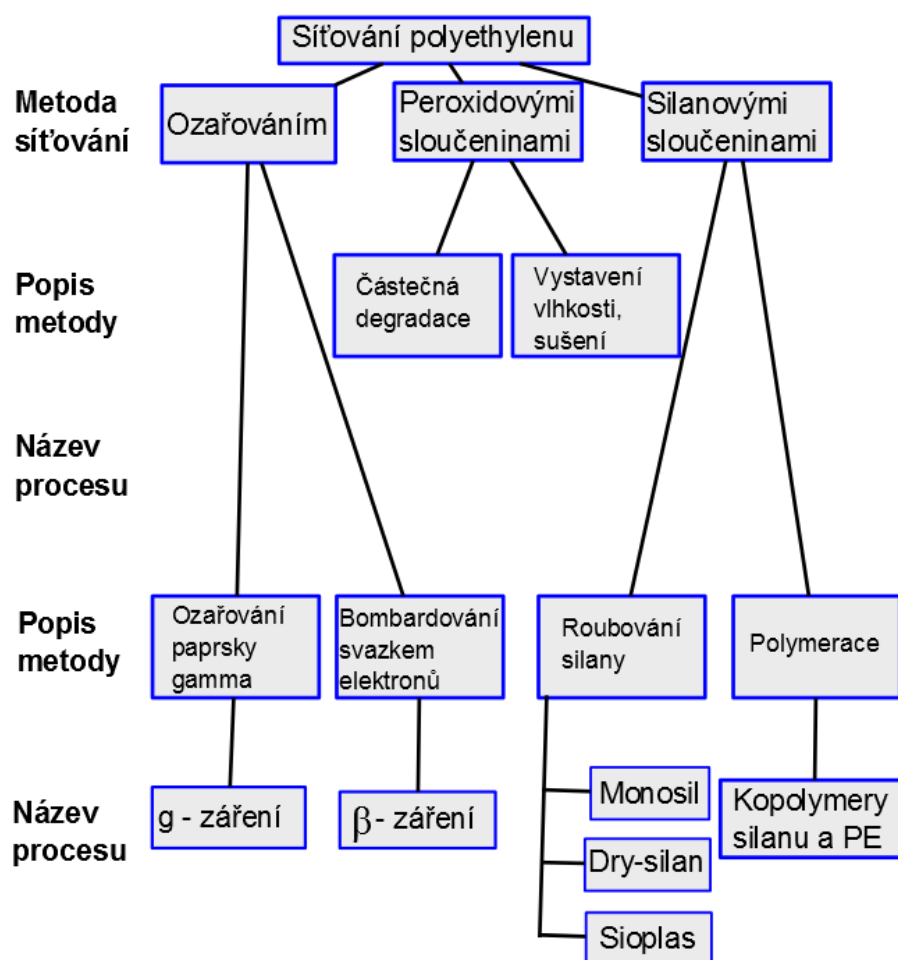 Síťování polyethylenu
Metoda
síťování
Ozařováním
Peroxidovými
sloučeninami
Silanovými
sloučeninami
Popis
metody
Částečná
degradace
Vystavení
vlhkosti,
sušení
Název
procesu
Popis
metody
Ozařování
paprsky
gamma
Bombardování
svazkem
elektronů
Roubování
silany
Polymerace
Název
procesu
g - záření
β- záření
Monosil
Dry-silan
Sioplas
Kopolymery
silanu a PE